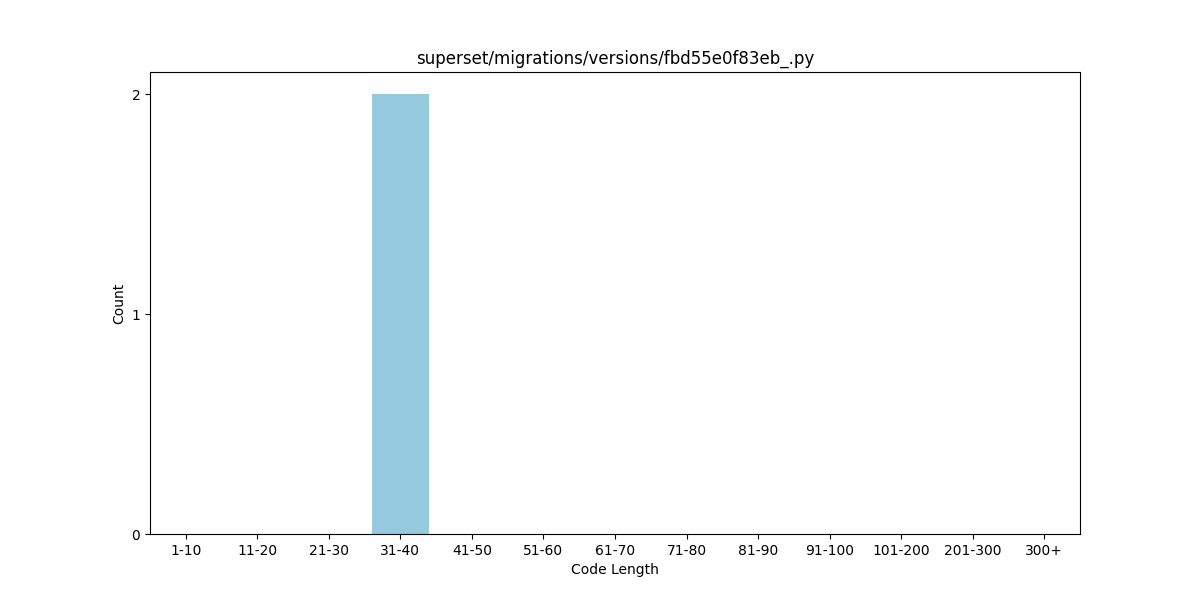 superset/migrations/versions/fbd55e0f83eb_.py
Count
2
1
0
1-10 11-20 21-30 31-40 41-50 51-60 61-70 71-80 81-90 91-100 101-200 201-300 300+
Code Length